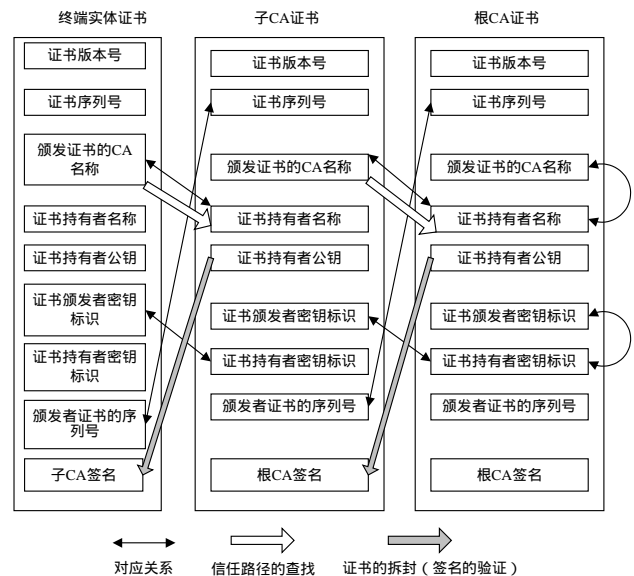 终端实体证书
证书版本号
证书序列号
颁发证书的CA
名称
证书持有者名称
证书持有者公钥
证书颁发者密钥
标识
证书持有者密钥
标识
颁发者证书的序
列号
子CA签名
子CA证书
证书版本号
证书序列号
颁发证书的CA名称
证书持有者名称
证书持有者公钥
证书颁发者密钥标识
证书持有者密钥标识
颁发者证书的序列号
根CA签名
根CA证书
证书版本号
证书序列号
颁发证书的CA名称
证书持有者名称
证书持有者公钥
证书颁发者密钥标识
证书持有者密钥标识
颁发者证书的序列号
根CA签名
对应关系
信任路径的查找
证书的拆封（签名的验证）